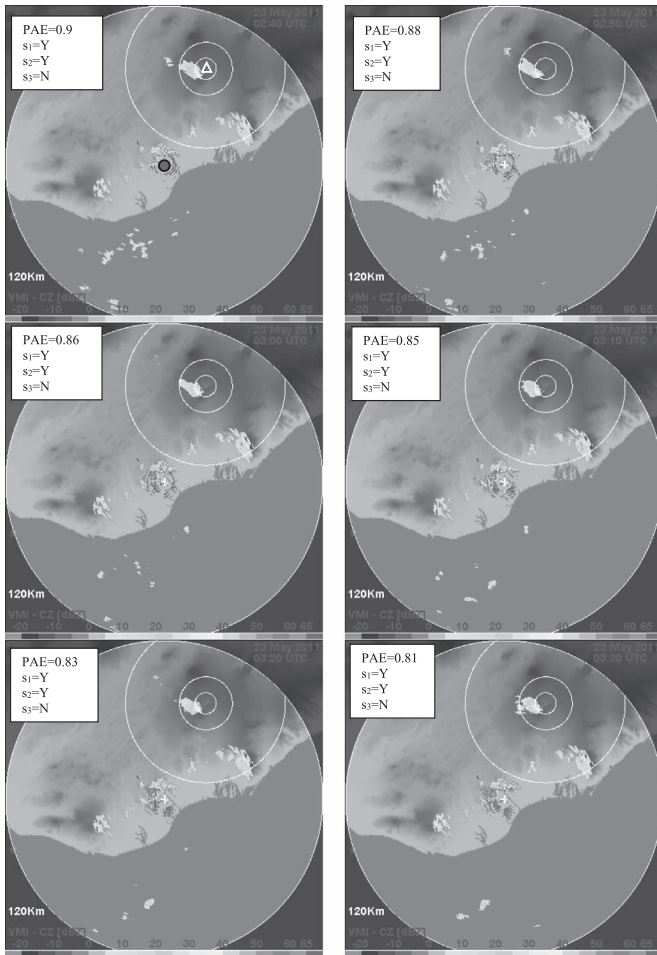 PAE=0.9
s₁=Y
s₂=Y
s₃=N
23 May 2011
02:40 UTC
120Km
VMI - CZ [dBZ]
-20 -10 0 10 20 30 40 50 60 65
PAE=0.88
s₁=Y
s₂=Y
s₃=N
23 May 2011
02:50 UTC
120Km
VMI - CZ [dBZ]
-20 -10 0 10 20 30 40 50 60 65
PAE=0.86
s₁=Y
s₂=Y
s₃=N
23 May 2011
03:00 UTC
120Km
VMI - CZ [dBZ]
-20 -10 0 10 20 30 40 50 60 65
PAE=0.85
s₁=Y
s₂=Y
s₃=N
23 May 2011
03:10 UTC
120Km
VMI - CZ [dBZ]
-20 -10 0 10 20 30 40 50 60 65
PAE=0.83
s₁=Y
s₂=Y
s₃=N
23 May 2011
03:20 UTC
120Km
VMI - CZ [dBZ]
-20 -10 0 10 20 30 40 50 60 65
PAE=0.81
s₁=Y
s₂=Y
s₃=N
23 May 2011
03:30 UTC
120Km
VMI - CZ [dBZ]
-20 -10 0 10 20 30 40 50 60 65